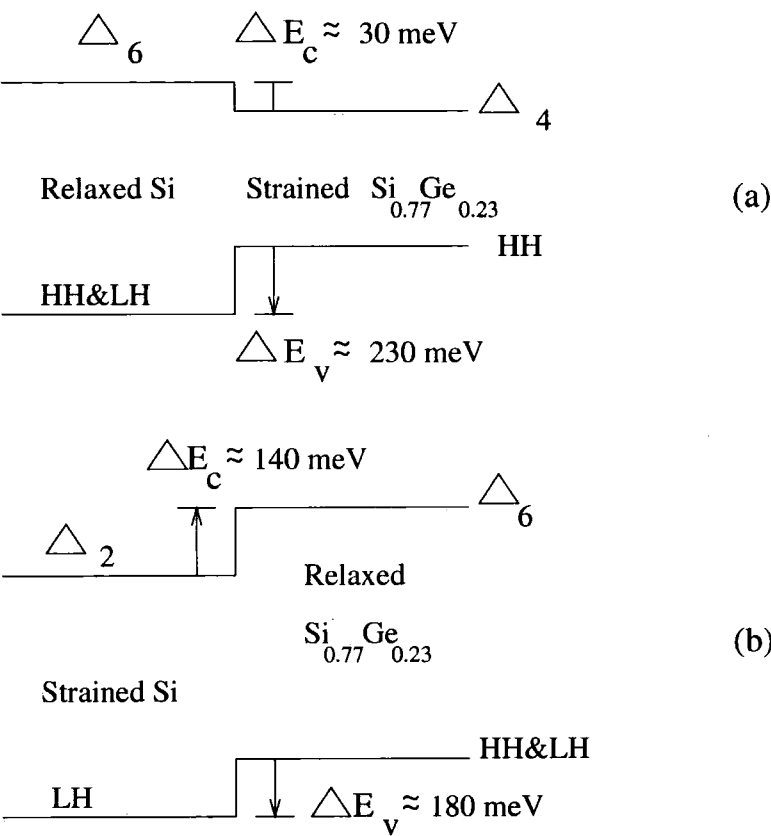 △6 △Ec ≈ 30 meV
△4
Relaxed Si Strained Si0.77Ge0.23 (a)
HH
HH&LH
△Ev ≈ 230 meV
△Ec ≈ 140 meV
△6
△2
Relaxed
Si0.77Ge0.23
(b)
Strained Si
HH&LH
LH
△Ev ≈ 180 meV